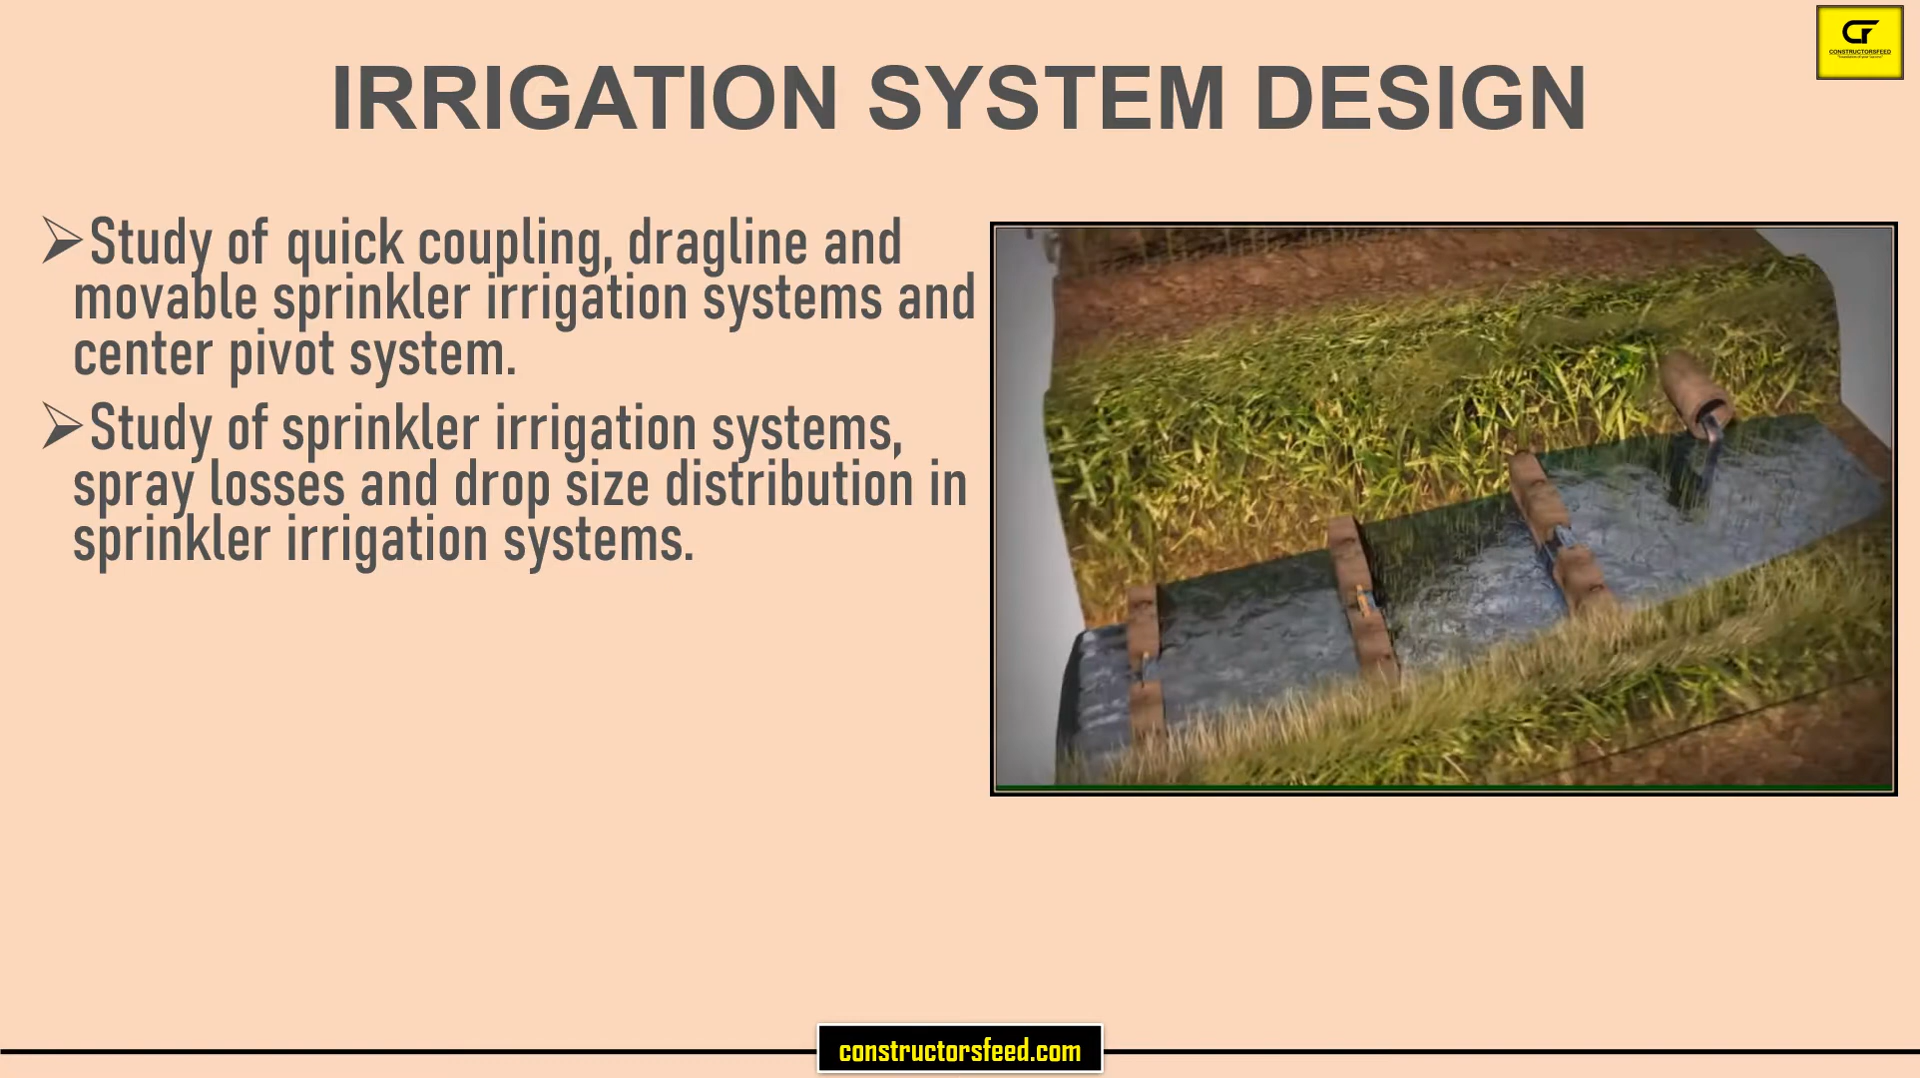 CONSTRUCTORSFEED
IRRIGATION SYSTEM DESIGN
Study of quick coupling, dragline and
movable sprinkler irrigation systems and
center pivot system.
Study of sprinkler irrigation systems,
spray losses and drop size distribution in
sprinkler irrigation systems.
constructorsfeed.com